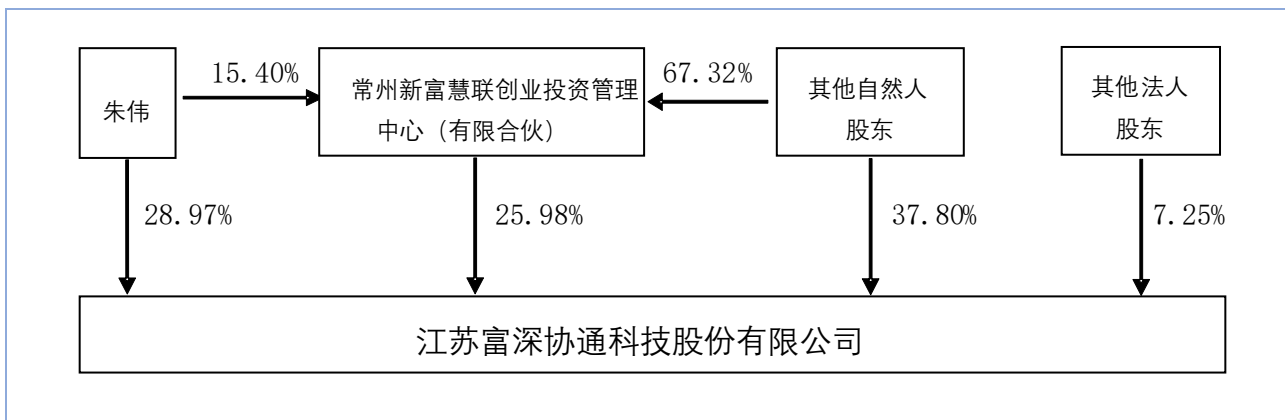 朱伟
15.40%
常州新富慧联创业投资管理
中心（有限合伙）
67.32%
其他自然人
股东
其他法人
股东
28.97%
25.98%
37.80%
7.25%
江苏富深协通科技股份有限公司